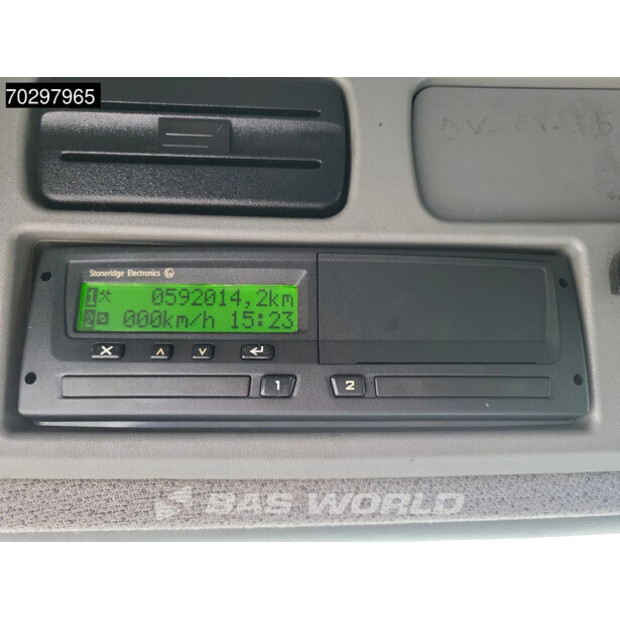 70297965
Stoneridge Electronics
1 0592014,2km
2 000km/h 15:23
1 2
BAS WORLD